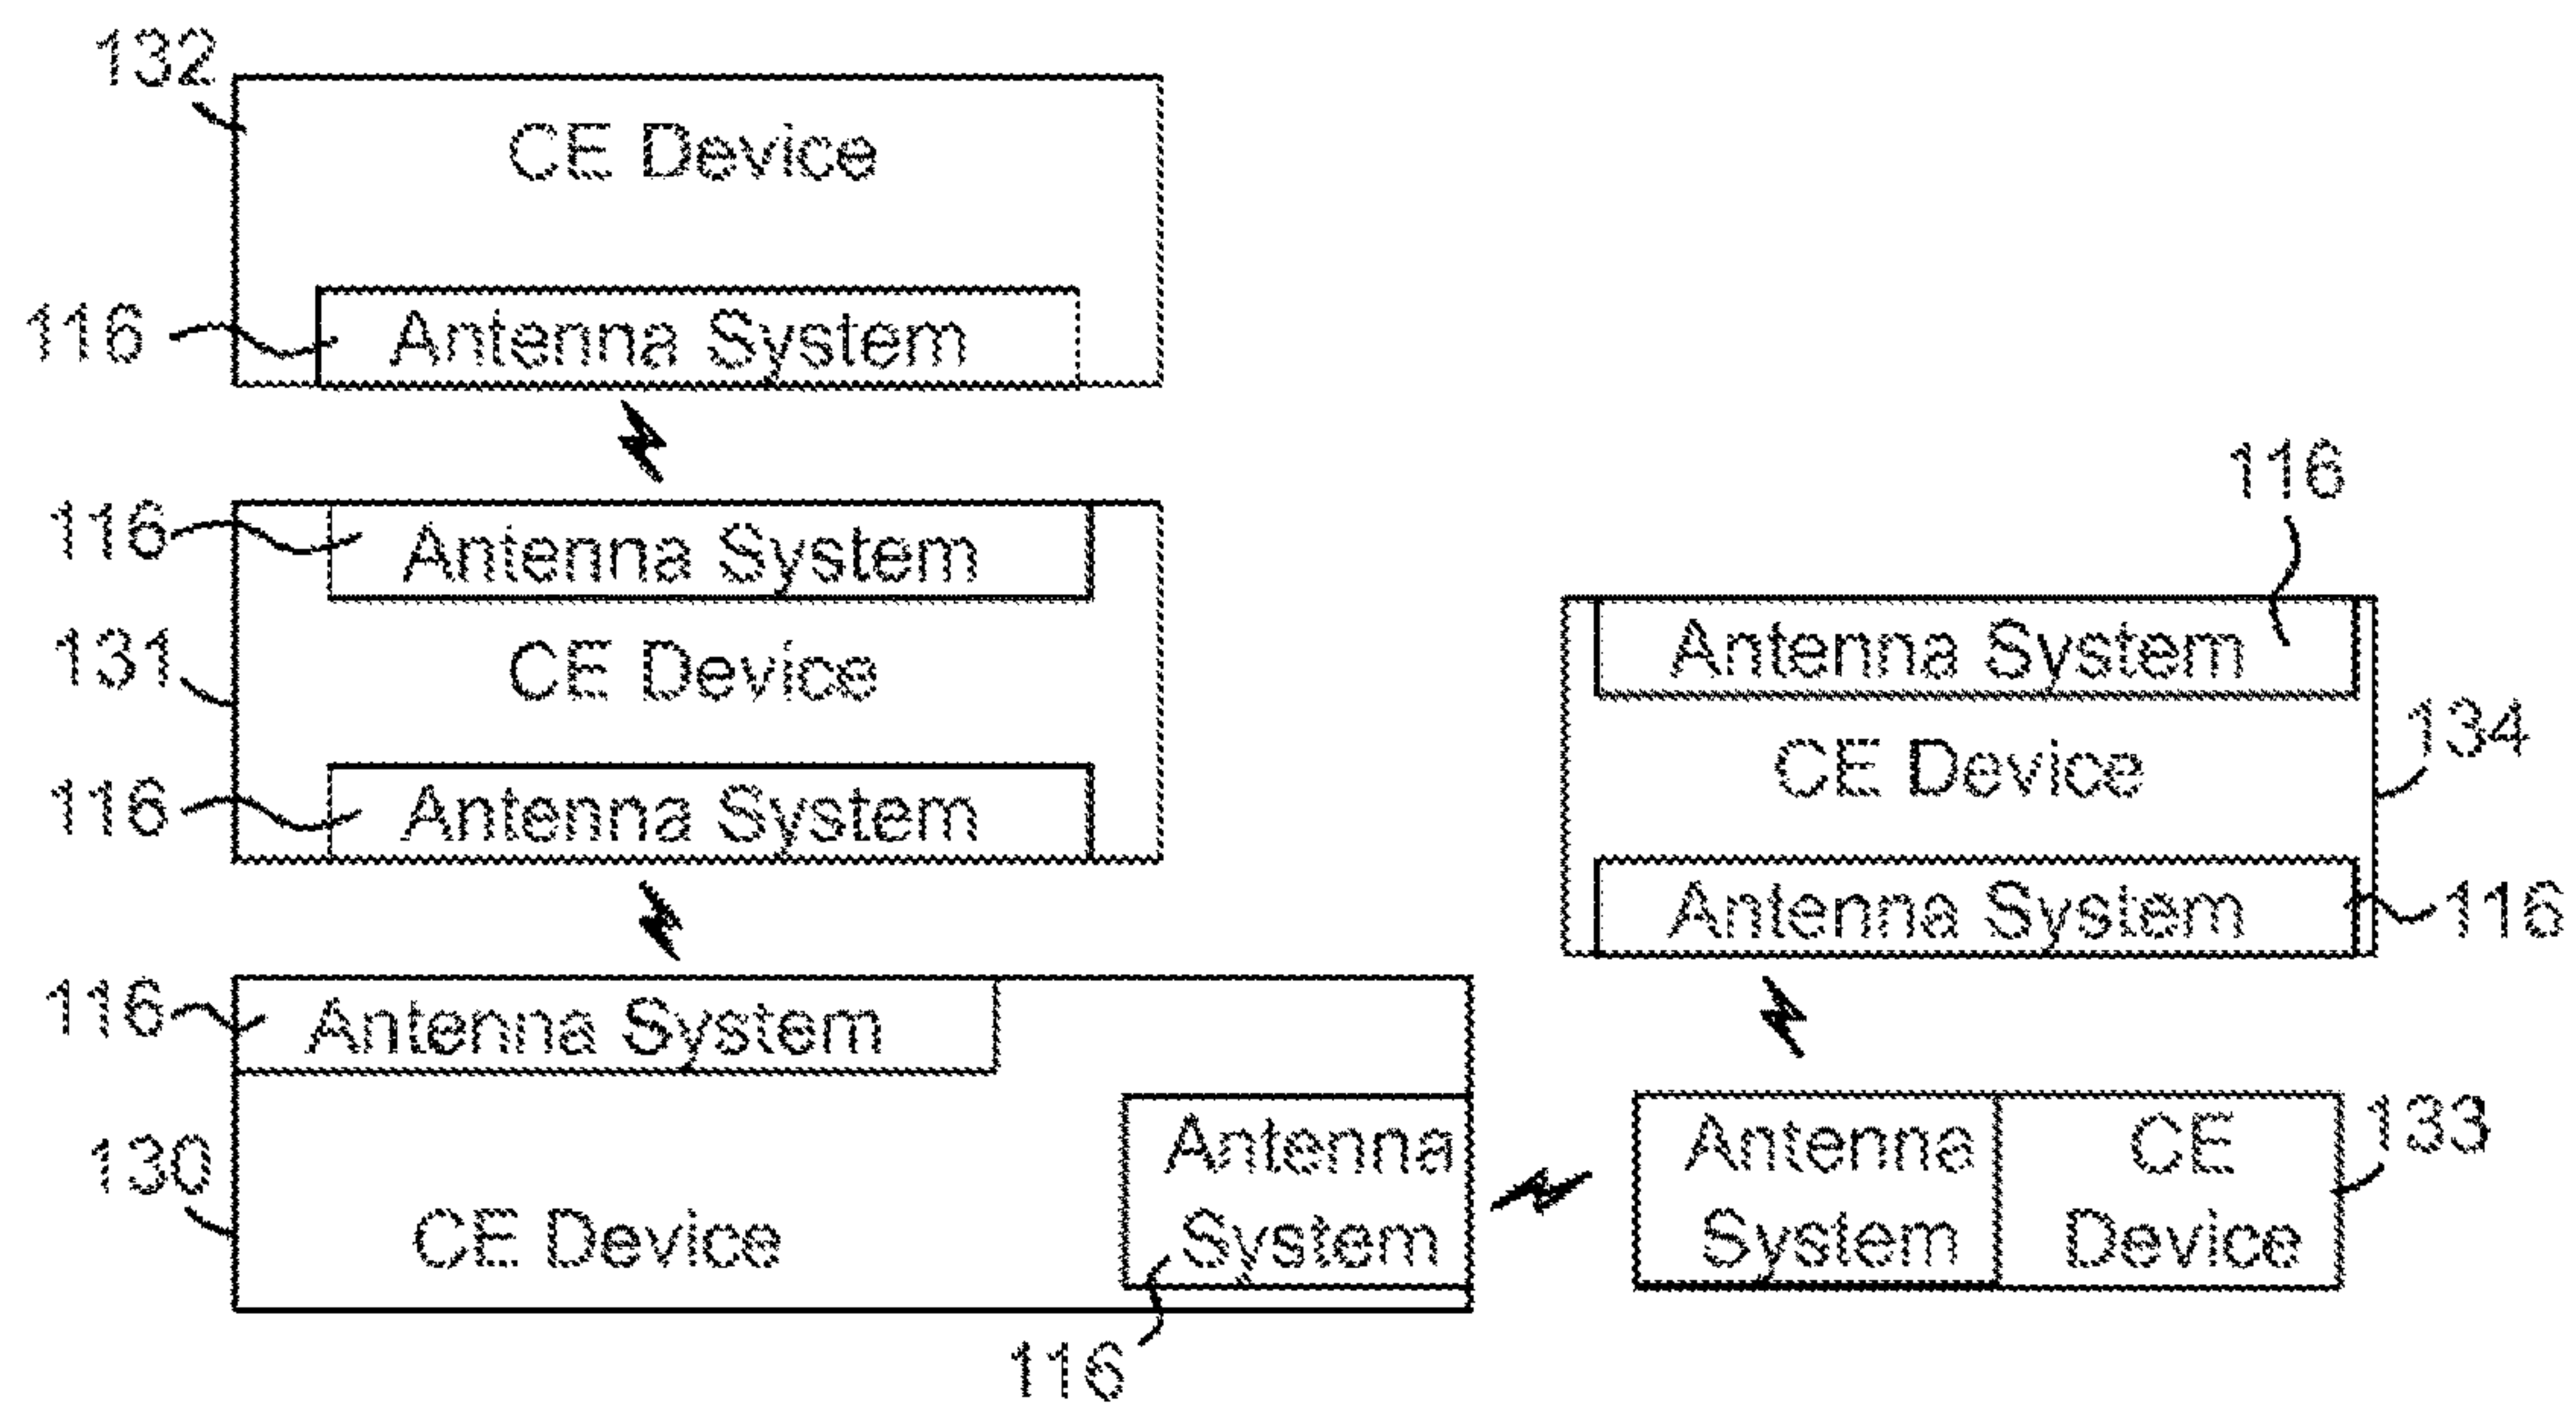 132
CE Device
116
Antenna System
116
Antenna System
131
CE Device
116
Antenna System
116
Antenna System
130
CE Device
Antenna
System
116
116
Antenna System
CE Device
134
Antenna System
116
Antenna
System
CE
Device
133